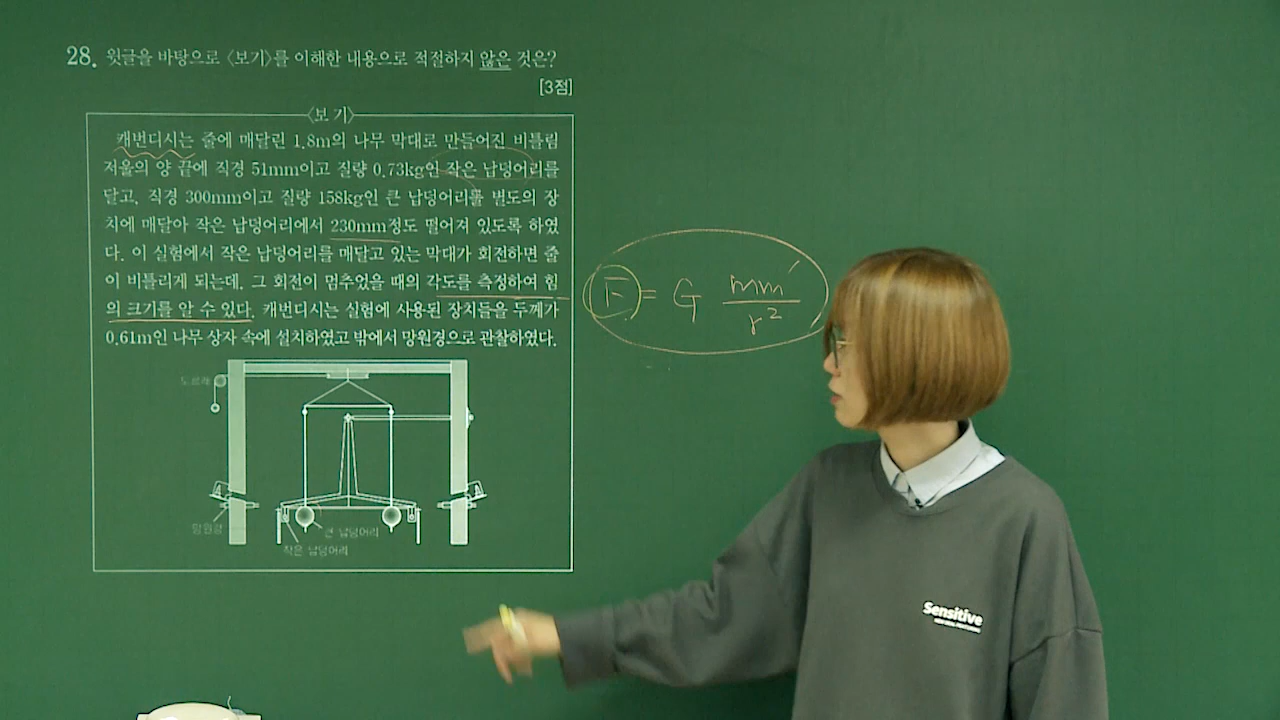 28. 윗글을 바탕으로 〈보기〉를 이해한 내용으로 적절하지 않은 것은?
[3점]
〈보 기〉
캐번디시는 줄에 매달린 1.8m의 나무 막대로 만들어진 비틀림
저울의 양 끝에 직경 51mm이고 질량 0.73kg인 작은 납덩어리를
달고, 직경 300mm이고 질량 158kg인 큰 납덩어리를 별도의 장
치에 매달아 작은 납덩어리에서 230mm정도 떨어져 있도록 하였
다. 이 실험에서 작은 납덩어리를 매달고 있는 막대가 회전하면 줄
이 비틀리게 되는데, 그 회전이 멈추었을 때의 각도를 측정하여 힘
의 크기를 알 수 있다. 캐번디시는 실험에 사용된 장치들을 두께가
0.61m인 나무 상자 속에 설치하였고 밖에서 망원경으로 관찰하였다.
도르래
망원경
큰 납덩어리
작은 납덩어리
F = G mm′
r²
Sensitive